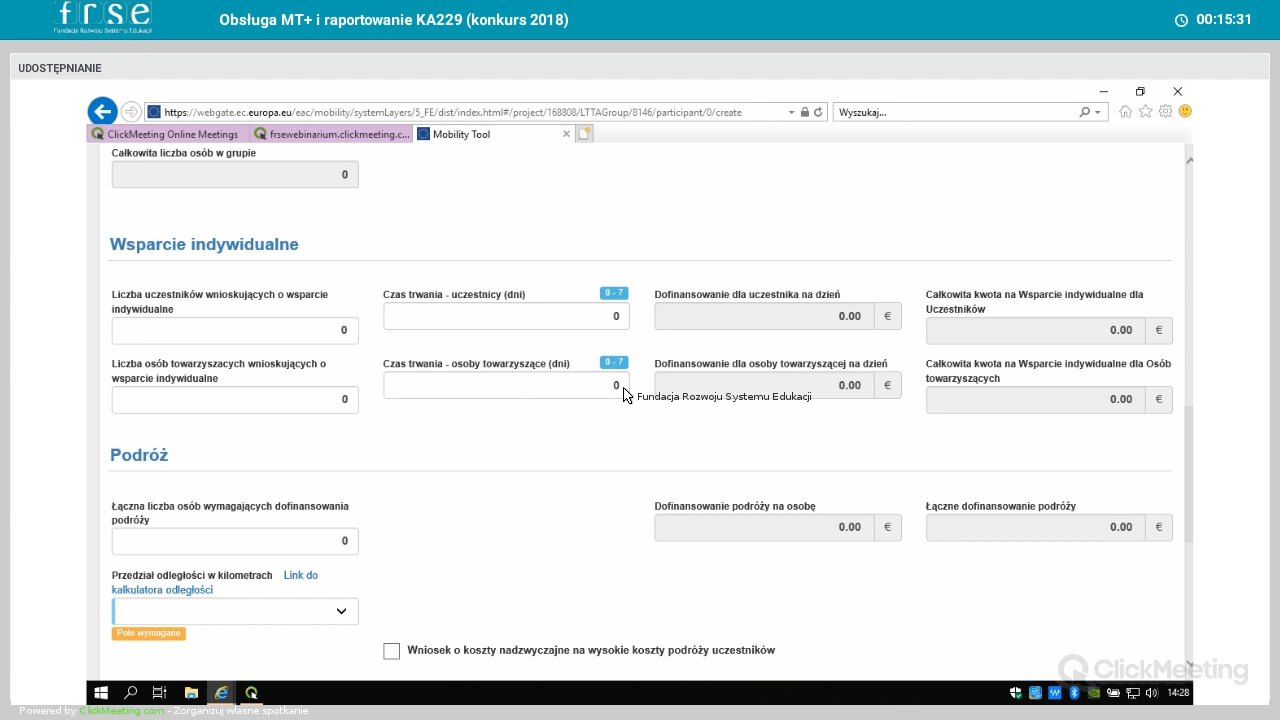 frse
Fundacja Rozwoju Systemu Edukacji
Obsługa MT+ i raportowanie KA229 (konkurs 2018)
00:15:31
UDOSTĘPNIANIE
https://webgate.ec.europa.eu/eac/mobility/systemLayers/5_FE/dist/index.html#/project/168808/LTTAGroup/8146/participant/0/create
Wyszukaj...
ClickMeeting Online Meetings
frsewebinarium.clickmeeting.c...
Mobility Tool
Całkowita liczba osób w grupie
0
Wsparcie indywidualne
Liczba uczestników wnioskujących o wsparcie
indywidualne
0
Czas trwania - uczestnicy (dni)
0 - 7
0
Dofinansowanie dla uczestnika na dzień
0.00 €
Całkowita kwota na Wsparcie indywidualne dla
Uczestników
0.00 €
Liczba osób towarzyszacych wnioskujących o
wsparcie indywidualne
0
Czas trwania - osoby towarzyszące (dni)
0 - 7
0
Dofinansowanie dla osoby towarzyszącej na dzień
0.00 €
Fundacja Rozwoju Systemu Edukacji
Całkowita kwota na Wsparcie indywidualne dla Osób
towarzyszących
0.00 €
Podróż
Łączna liczba osób wymagających dofinansowania
podróży
0
Dofinansowanie podróży na osobę
0.00 €
Łączne dofinansowanie podróży
0.00 €
Przedział odległości w kilometrach Link do
kalkulatora odległości
Pole wymagane
Wniosek o koszty nadzwyczajne na wysokie koszty podróży uczestników
ClickMeeting
14:28
Powered by ClickMeeting.com - Zorganizuj własne spotkanie